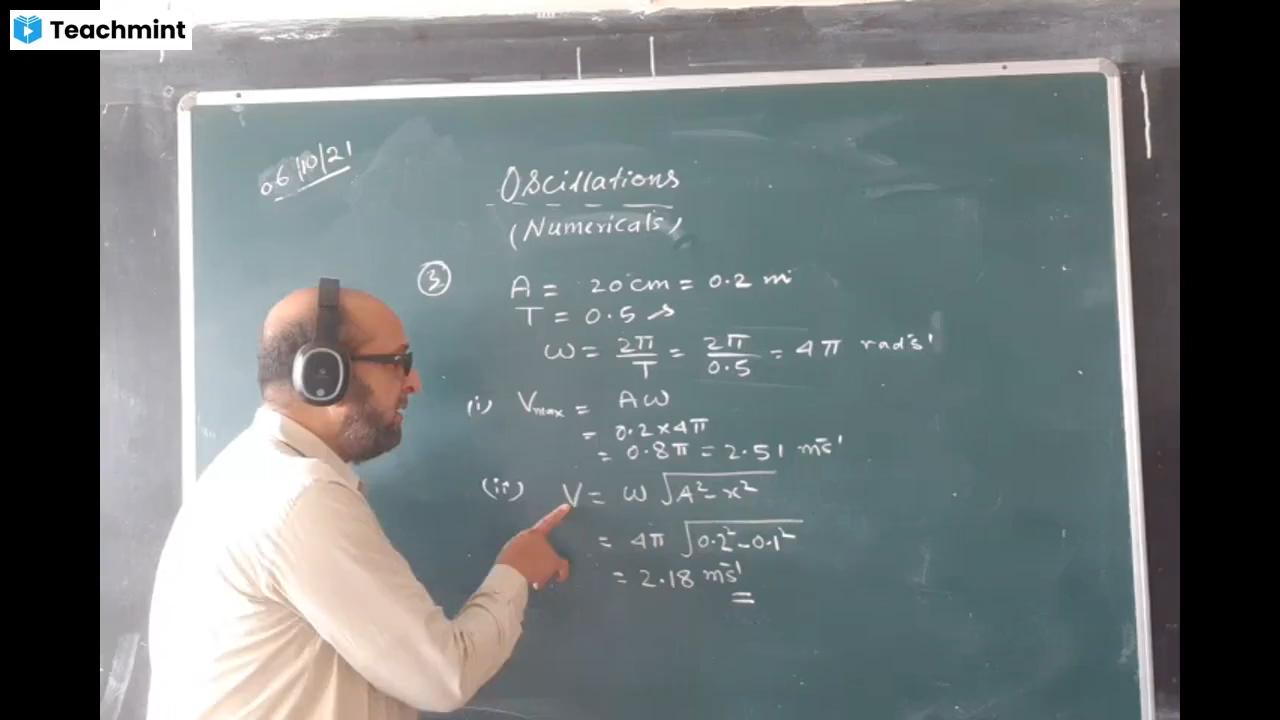 Teachmint
06/10/21
Oscillations
(Numericals)
③ A = 20 cm = 0.2 m
T = 0.5 s
ω = 2π/T = 2π/0.5 = 4π rad s⁻¹
(i) Vmax = Aω
= 0.2 × 4π
= 0.8π = 2.51 ms⁻¹
(ii) V = ω √A² - x²
= 4π √0.2² - 0.1²
= 2.18 ms⁻¹